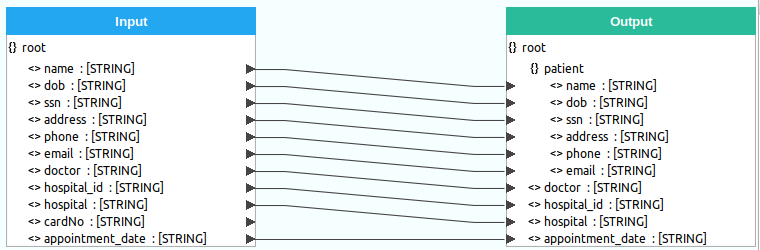 Input
{} root
<> name : [STRING]
<> dob : [STRING]
<> ssn : [STRING]
<> address : [STRING]
<> phone : [STRING]
<> email : [STRING]
<> doctor : [STRING]
<> hospital_id : [STRING]
<> hospital : [STRING]
<> cardNo : [STRING]
<> appointment_date : [STRING]
Output
{} root
{} patient
<> name : [STRING]
<> dob : [STRING]
<> ssn : [STRING]
<> address : [STRING]
<> phone : [STRING]
<> email : [STRING]
<> doctor : [STRING]
<> hospital_id : [STRING]
<> hospital : [STRING]
<> appointment_date : [STRING]